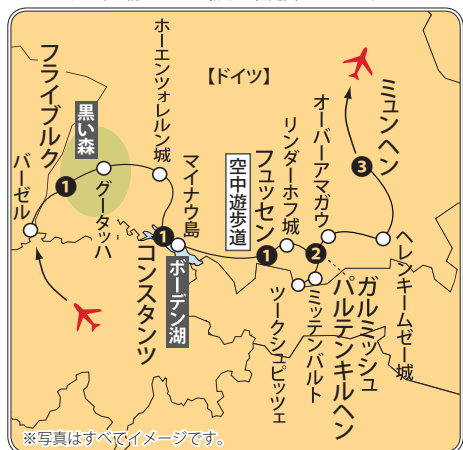 【ドイツ】
フライブルク
黒い森
バーゼル
❶
グータッハ
ホーエンツォレルン城
マイナウ島
❶
コンスタンツ
ボーデン湖
空中遊歩道
フュッセン
❶
リンダーホフ城
オーバーアマガウ
❷
ミュンヘン
❸
ヘレンキームゼー城
ガルミッシュ
パルテンキルヘン
ミッテンバルト
ツークシュピッツェ
※写真はすべてイメージです。